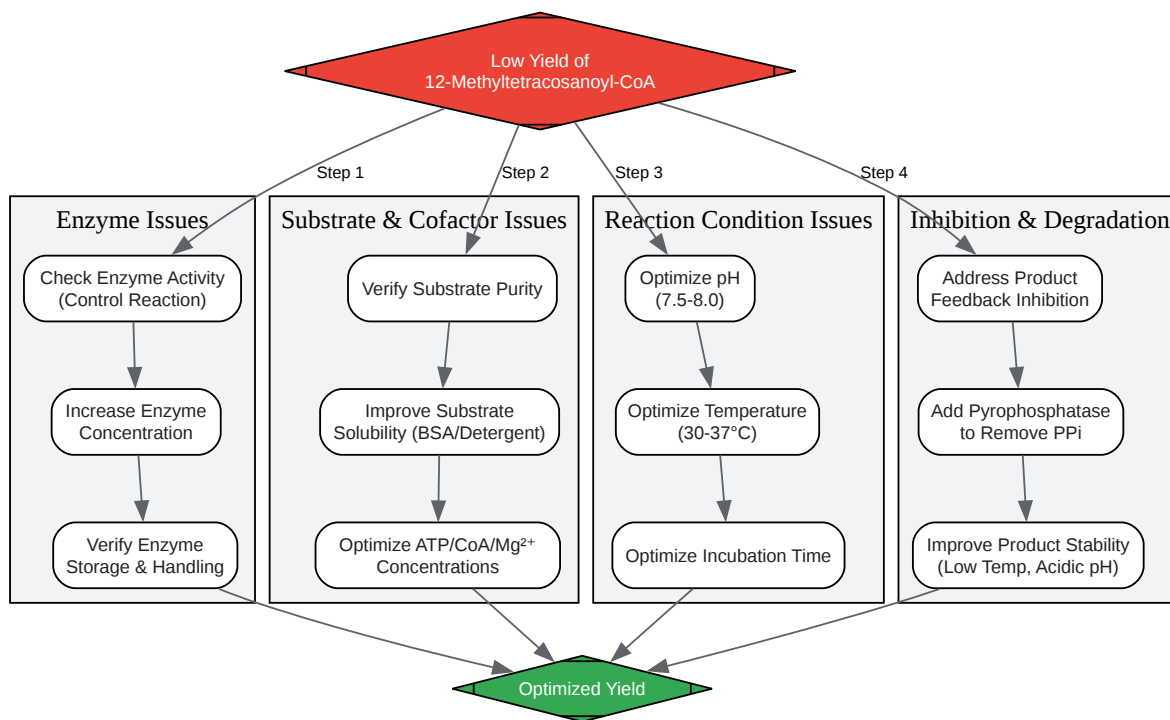 Low Yield of
12-Methyltetracosanoyl-CoA
Step 1
Step 2
Step 3
Step 4
Enzyme Issues
Check Enzyme Activity
(Control Reaction)
Increase Enzyme
Concentration
Verify Enzyme
Storage & Handling
Substrate & Cofactor Issues
Verify Substrate Purity
Improve Substrate
Solubility (BSA/Detergent)
Optimize ATP/CoA/Mg²⁺
Concentrations
Reaction Condition Issues
Optimize pH
(7.5-8.0)
Optimize Temperature
(30-37°C)
Optimize Incubation Time
Inhibition & Degradation
Address Product
Feedback Inhibition
Add Pyrophosphatase
to Remove PPi
Improve Product Stability
(Low Temp, Acidic pH)
Optimized Yield